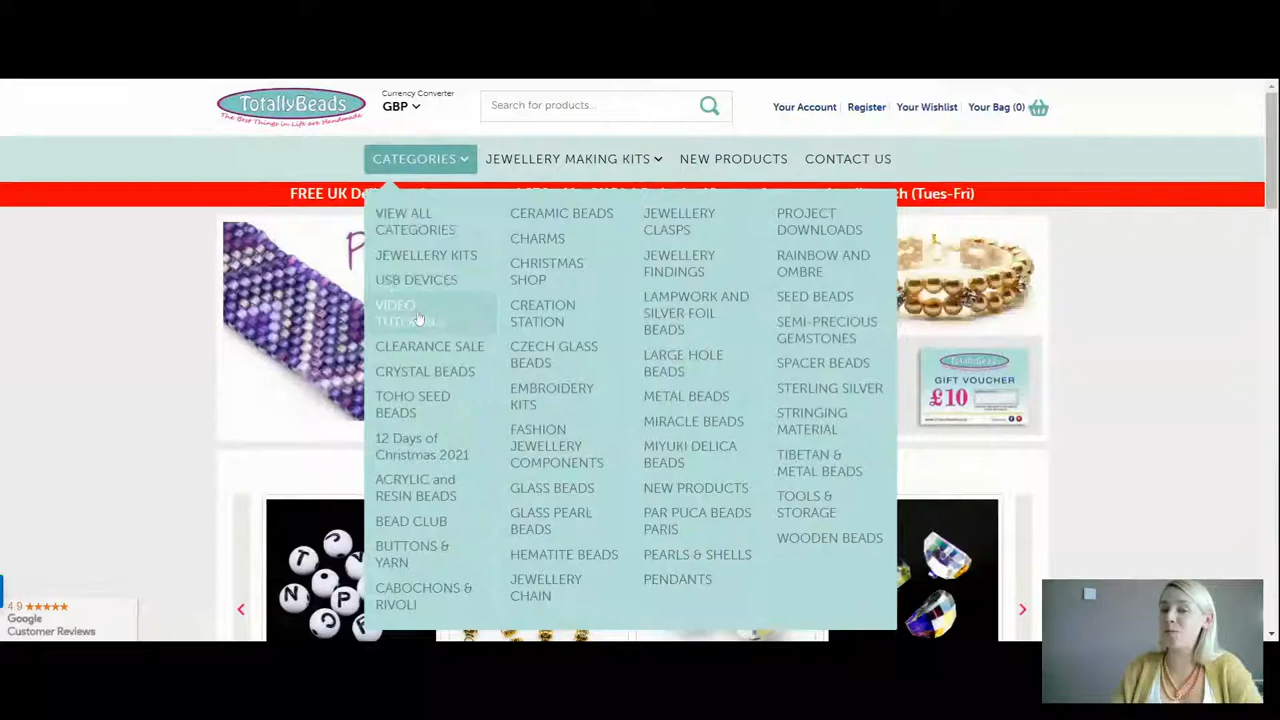 TotallyBeads
The Best Things in Life are Handmade
Currency Converter
GBP
Search for products...
Your Account
Register
Your Wishlist
Your Bag (0)
CATEGORIES
JEWELLERY MAKING KITS
NEW PRODUCTS
CONTACT US
FREE UK
(Tues-Fri)
VIEW ALL
CATEGORIES
JEWELLERY KITS
USB DEVICES
VIDEO
CLEARANCE SALE
CRYSTAL BEADS
TOHO SEED
BEADS
12 Days of
Christmas 2021
ACRYLIC and
RESIN BEADS
BEAD CLUB
BUTTONS &
YARN
CABOCHONS &
RIVOLI
CERAMIC BEADS
CHARMS
CHRISTMAS
SHOP
CREATION
STATION
CZECH GLASS
BEADS
EMBROIDERY
KITS
FASHION
JEWELLERY
COMPONENTS
GLASS BEADS
GLASS PEARL
BEADS
HEMATITE BEADS
JEWELLERY
CHAIN
JEWELLERY
CLASPS
JEWELLERY
FINDINGS
LAMPWORK AND
SILVER FOIL
BEADS
LARGE HOLE
BEADS
METAL BEADS
MIRACLE BEADS
MIYUKI DELICA
BEADS
NEW PRODUCTS
PAR PUCA BEADS
PARIS
PEARLS & SHELLS
PENDANTS
PROJECT
DOWNLOADS
RAINBOW AND
OMBRE
SEED BEADS
SEMI-PRECIOUS
GEMSTONES
SPACER BEADS
STERLING SILVER
STRINGING
MATERIAL
TIBETAN &
METAL BEADS
TOOLS &
STORAGE
WOODEN BEADS
TotallyBeads
GIFT VOUCHER
£10
T
N
N
P
4.9
Google
Customer Reviews